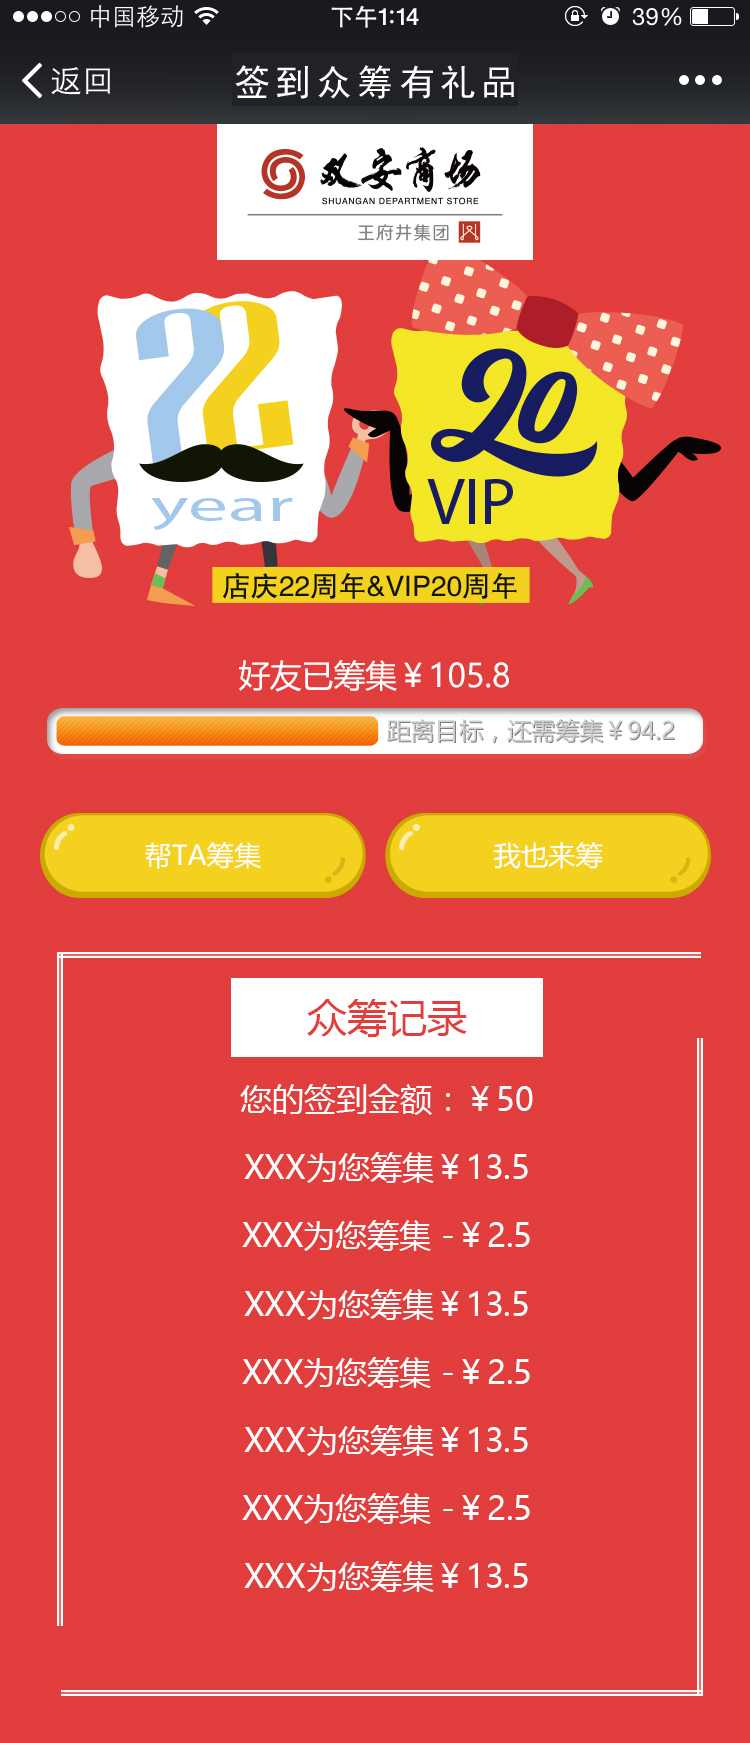 中国移动 下午1:14 39%
返回 签到众筹有礼品
双安商场
SHUANGAN DEPARTMENT STORE
王府井集团
22 20
year VIP
店庆22周年&VIP20周年
好友已筹集￥105.8
距离目标，还需筹集￥94.2
帮TA筹集 我也来筹
众筹记录
您的签到金额：￥50
XXX为您筹集￥13.5
XXX为您筹集 -￥2.5
XXX为您筹集￥13.5
XXX为您筹集 -￥2.5
XXX为您筹集￥13.5
XXX为您筹集 -￥2.5
XXX为您筹集￥13.5